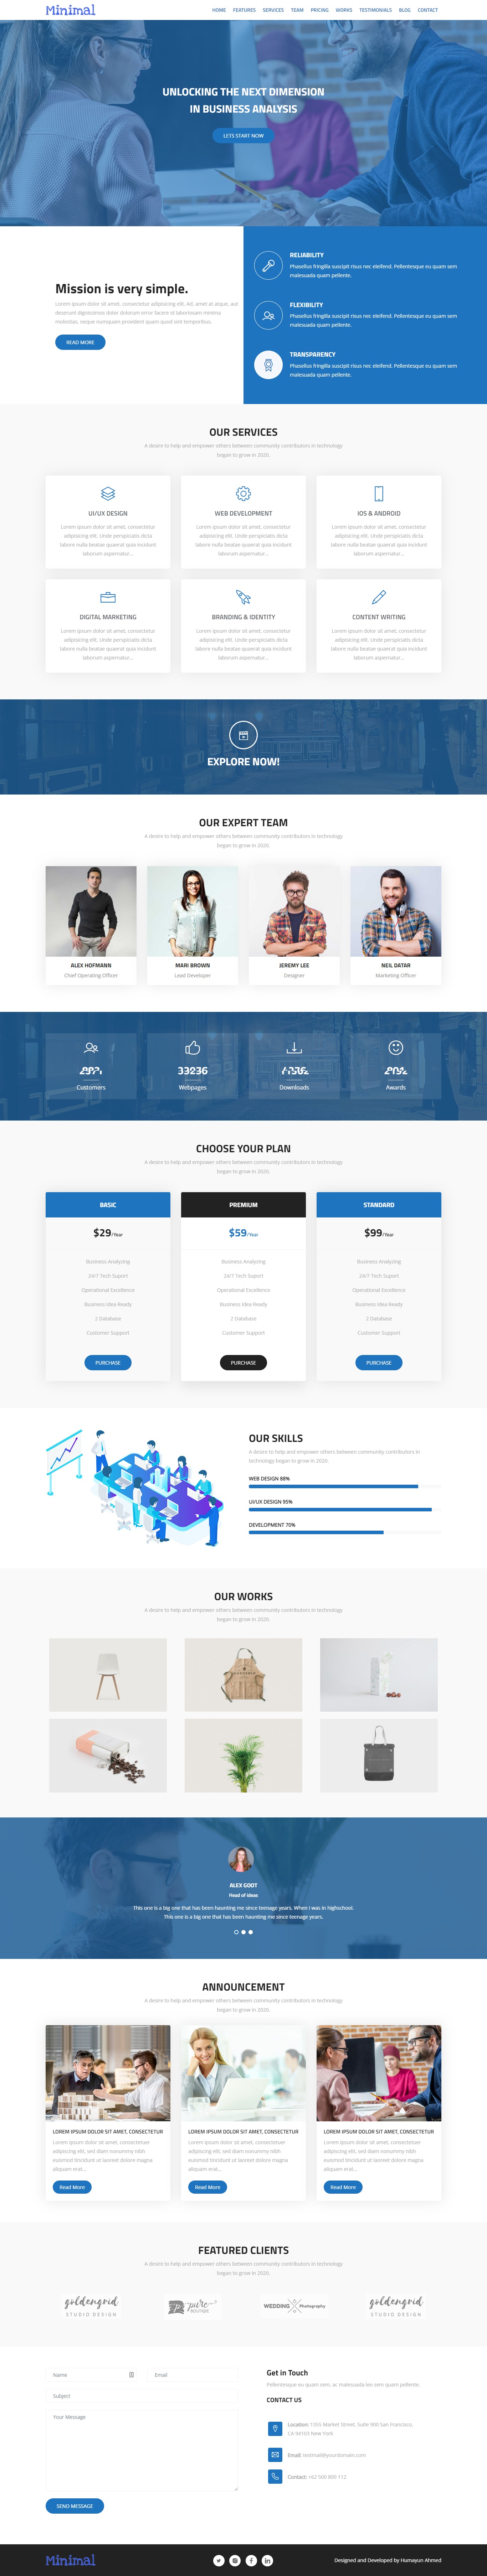 Minimal
HOME FEATURES SERVICES TEAM PRICING WORKS TESTIMONIALS BLOG CONTACT
UNLOCKING THE NEXT DIMENSION
IN BUSINESS ANALYSIS
LETS START NOW
Mission is very simple.
Lorem ipsum dolor sit amet, consectetur adipisicing elit. Ad, amet at atque, aut
deserunt dignissimos dolor dolorum error facere id laboriosam minima
molestias, neque numquam provident quam quod sint temporibus.
READ MORE
RELIABILITY
Phasellus fringilla suscipit risus nec eleifend. Pellentesque eu quam sem
malesuada quam pellente.
FLEXIBILITY
Phasellus fringilla suscipit risus nec eleifend. Pellentesque eu quam sem
malesuada quam pellente.
TRANSPARENCY
Phasellus fringilla suscipit risus nec eleifend. Pellentesque eu quam sem
malesuada quam pellente.
OUR SERVICES
A desire to help and empower others between community contributors in technology
began to grow in 2020.
UI/UX DESIGN
Lorem ipsum dolor sit amet, consectetur
adipisicing elit. Unde perspiciatis dicta
labore nulla beatae quaerat quia incidunt
laborum aspernatur...
WEB DEVELOPMENT
Lorem ipsum dolor sit amet, consectetur
adipisicing elit. Unde perspiciatis dicta
labore nulla beatae quaerat quia incidunt
laborum aspernatur...
IOS & ANDROID
Lorem ipsum dolor sit amet, consectetur
adipisicing elit. Unde perspiciatis dicta
labore nulla beatae quaerat quia incidunt
laborum aspernatur...
DIGITAL MARKETING
Lorem ipsum dolor sit amet, consectetur
adipisicing elit. Unde perspiciatis dicta
labore nulla beatae quaerat quia incidunt
laborum aspernatur...
BRANDING & IDENTITY
Lorem ipsum dolor sit amet, consectetur
adipisicing elit. Unde perspiciatis dicta
labore nulla beatae quaerat quia incidunt
laborum aspernatur...
CONTENT WRITING
Lorem ipsum dolor sit amet, consectetur
adipisicing elit. Unde perspiciatis dicta
labore nulla beatae quaerat quia incidunt
laborum aspernatur...
EXPLORE NOW!
OUR EXPERT TEAM
A desire to help and empower others between community contributors in technology
began to grow in 2020.
ALEX HOFMANN
Chief Operating Officer
MARI BROWN
Lead Developer
JEREMY LEE
Designer
NEIL DATAR
Marketing Officer
Customers
33236
Webpages
Downloads
Awards
CHOOSE YOUR PLAN
A desire to help and empower others between community contributors in technology
began to grow in 2020.
BASIC
$29/Year
Business Analyzing
24/7 Tech Suport
Operational Excellence
Business Idea Ready
2 Database
Customer Support
PURCHASE
PREMIUM
$59/Year
Business Analyzing
24/7 Tech Suport
Operational Excellence
Business Idea Ready
2 Database
Customer Support
PURCHASE
STANDARD
$99/Year
Business Analyzing
24/7 Tech Suport
Operational Excellence
Business Idea Ready
2 Database
Customer Support
PURCHASE
OUR SKILLS
A desire to help and empower others between community contributors in
technology began to grow in 2020.
WEB DESIGN 88%
UI/UX DESIGN 95%
DEVELOPMENT 70%
OUR WORKS
A desire to help and empower others between community contributors in technology
began to grow in 2020.
ALEX GOOT
Head of ideas
This one is a big one that has been haunting me since teenage years. When I was in highschool.
This one is a big one that has been haunting me since teenage years.
ANNOUNCEMENT
A desire to help and empower others between community contributors in technology
began to grow in 2020.
LOREM IPSUM DOLOR SIT AMET, CONSECTETUR
Lorem ipsum dolor sit amet, consectetuer
adipiscing elit, sed diam nonummy nibh
euismod tincidunt ut laoreet dolore magna
aliquam erat...
Read More
LOREM IPSUM DOLOR SIT AMET, CONSECTETUR
Lorem ipsum dolor sit amet, consectetuer
adipiscing elit, sed diam nonummy nibh
euismod tincidunt ut laoreet dolore magna
aliquam erat...
Read More
LOREM IPSUM DOLOR SIT AMET, CONSECTETUR
Lorem ipsum dolor sit amet, consectetuer
adipiscing elit, sed diam nonummy nibh
euismod tincidunt ut laoreet dolore magna
aliquam erat...
Read More
FEATURED CLIENTS
A desire to help and empower others between community contributors in technology
began to grow in 2020.
goldengrid
STUDIO DESIGN
pure
BOUTIQUE
WEDDING Photography
goldengrid
STUDIO DESIGN
Name
Email
Subject
Your Message
SEND MESSAGE
Get in Touch
Pellentesque eu quam sem, ac malesuada leo sem quam pellente.
CONTACT US
Location: 1355 Market Street, Suite 900 San Francisco,
CA 94103 New York
Email: testmail@yourdomain.com
Contact: +62 500 800 112
Minimal
Designed and Developed by Humayun Ahmed